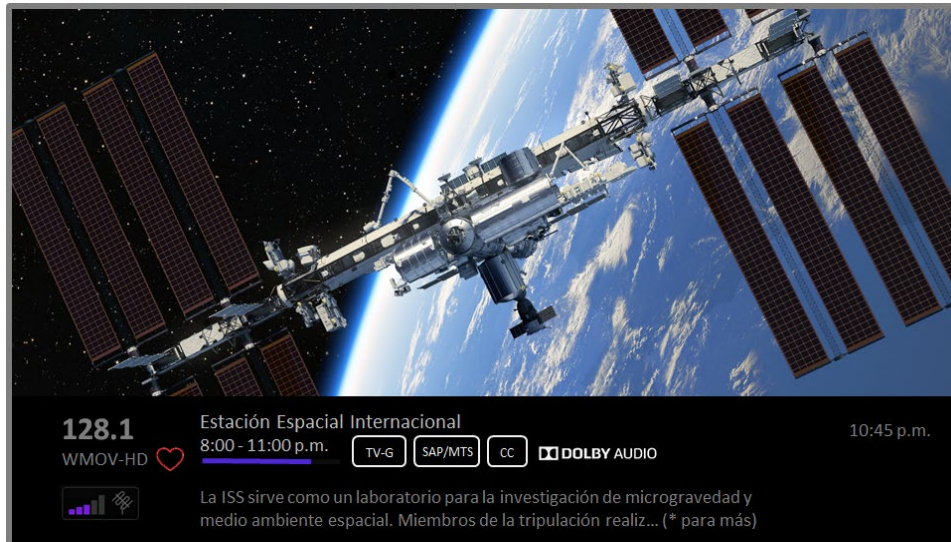 128.1
WMOV-HD
Estación Espacial Internacional
8:00 - 11:00 p.m.
TV-G
SAP/MTS
CC
DOLBY AUDIO
10:45 p.m.
La ISS sirve como un laboratorio para la investigación de microgravedad y
medio ambiente espacial. Miembros de la tripulación realiz... (* para más)